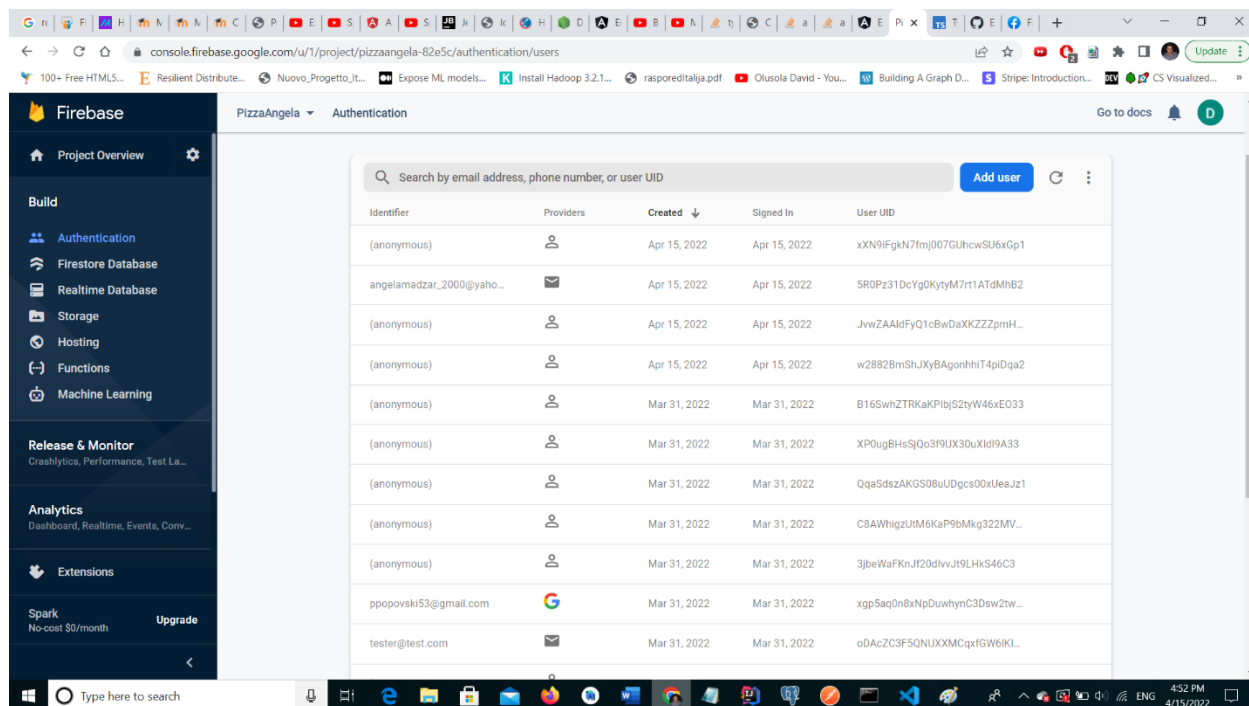 console.firebase.google.com/u/1/project/pizzaangela-82e5c/authentication/users
Update
100+ Free HTML5... Resilient Distribute... Nuovo_Progetto_It... Expose ML models... Install Hadoop 3.2.1... raspoređitalija.pdf Olusola David - You... Building A Graph D... Stripe: Introduction... CS Visualized... »
Firebase
PizzaAngela Authentication Go to docs D
Project Overview
Search by email address, phone number, or user UID Add user
Build
Identifier Providers Created Signed In User UID
Authentication
Firestore Database
Realtime Database
Storage
Hosting
Functions
Machine Learning
(anonymous) Apr 15, 2022 Apr 15, 2022 xXN9iFgkN7fmj007GUhcwSU6xGp1
angelamadzar_2000@yaho... Apr 15, 2022 Apr 15, 2022 5R0Pz31DcYg0KytyM7rt1ATdMhB2
(anonymous) Apr 15, 2022 Apr 15, 2022 JvwZAAIdFyQ1cBwDaXKZZZpmH...
(anonymous) Apr 15, 2022 Apr 15, 2022 w2882BmShJXyBAgonhhiT4piDqa2
(anonymous) Mar 31, 2022 Mar 31, 2022 B16SwhZTRKaKPIbjS2tyW46xEO33
(anonymous) Mar 31, 2022 Mar 31, 2022 XP0ugBHsSjQo3f9UX30uXIdI9A33
(anonymous) Mar 31, 2022 Mar 31, 2022 QqaSdszAKGS08uUDgcs00xUeaJz1
(anonymous) Mar 31, 2022 Mar 31, 2022 C8AWhigzUtM6KaP9bMkg322MV...
(anonymous) Mar 31, 2022 Mar 31, 2022 3jbeWaFKnJf20dIvvJt9LHkS46C3
ppopovski53@gmail.com Mar 31, 2022 Mar 31, 2022 xgp5aq0n8xNpDuwhynC3Dsw2tw...
tester@test.com Mar 31, 2022 Mar 31, 2022 oDAcZC3F5QNUXXMCqxfGW6IKI...
Release & Monitor
Crashlytics, Performance, Test La...
Analytics
Dashboard, Realtime, Events, Conv...
Extensions
Spark
No-cost $0/month Upgrade
Type here to search ENG 4:52 PM
4/15/2022